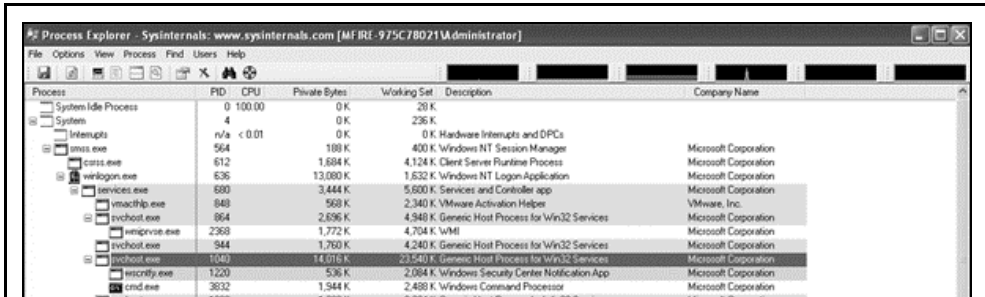 Process Explorer - Sysinternals: www.sysinternals.com [MFIRE-975C78021\Administrator]
File Options View Process Find Users Help
Process PID CPU Private Bytes Working Set Description Company Name
System Idle Process 0 100.00 0 K 28 K
System 4 0 K 236 K
Interrupts n/a < 0.01 0 K 0 K Hardware Interrupts and DPCs
smss.exe 564 188 K 400 K Windows NT Session Manager Microsoft Corporation
csrss.exe 612 1,684 K 4,124 K Client Server Runtime Process Microsoft Corporation
winlogon.exe 636 13,080 K 1,632 K Windows NT Logon Application Microsoft Corporation
services.exe 680 3,444 K 5,600 K Services and Controller app Microsoft Corporation
vmacthlp.exe 848 568 K 2,340 K VMware Activation Helper VMware, Inc.
svchost.exe 864 2,696 K 4,948 K Generic Host Process for Win32 Services Microsoft Corporation
wmiprvse.exe 2368 1,772 K 4,704 K WMI Microsoft Corporation
svchost.exe 944 1,760 K 4,240 K Generic Host Process for Win32 Services Microsoft Corporation
svchost.exe 1040 14,016 K 23,540 K Generic Host Process for Win32 Services Microsoft Corporation
wscntfy.exe 1220 536 K 2,084 K Windows Security Center Notification App Microsoft Corporation
cmd.exe 3832 1,944 K 2,488 K Windows Command Processor Microsoft Corporation